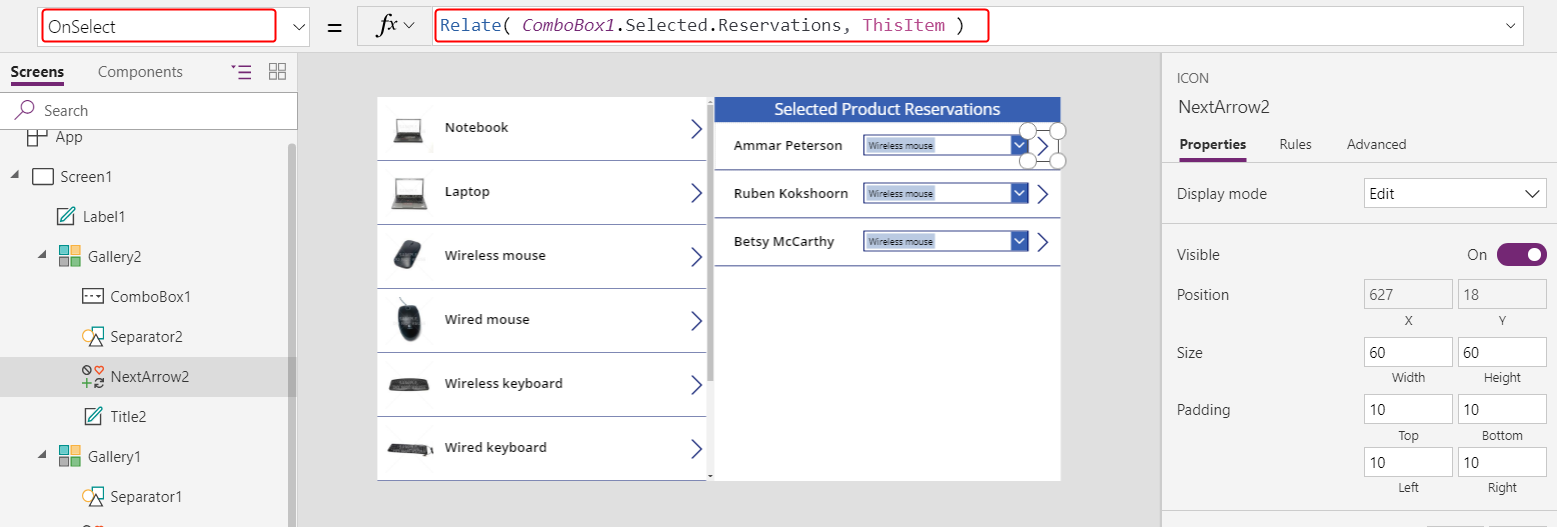 OnSelect
=
fx
Relate( ComboBox1.Selected.Reservations, ThisItem )
Screens
Components
Search
App
Screen1
Label1
Gallery2
ComboBox1
Separator2
NextArrow2
Title2
Gallery1
Separator1
Notebook
Laptop
Wireless mouse
Wired mouse
Wireless keyboard
Wired keyboard
Selected Product Reservations
Ammar Peterson
Wireless mouse
Ruben Kokshoorn
Wireless mouse
Betsy McCarthy
Wireless mouse
ICON
NextArrow2
Properties
Rules
Advanced
Display mode
Edit
Visible
On
Position
627
18
X
Y
Size
60
60
Width
Height
Padding
10
10
Top
Bottom
10
10
Left
Right